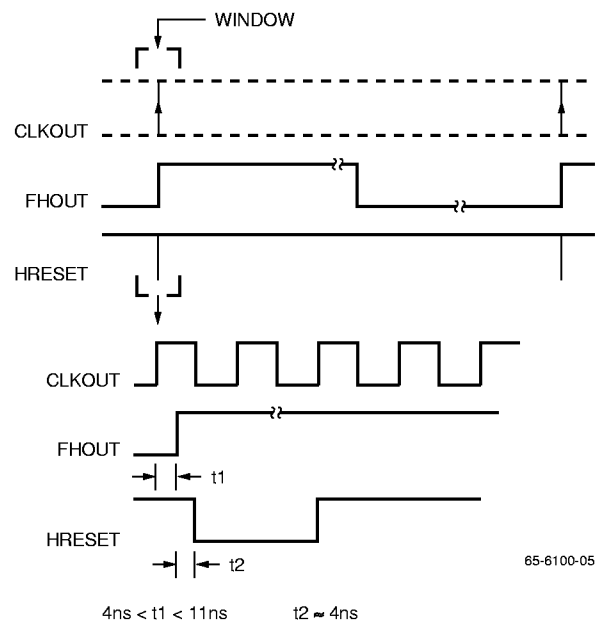 WINDOW
CLKOUT
FHOUT
HRESET
CLKOUT
FHOUT
t1
HRESET
t2
65-6100-05
4ns < t1 < 11ns
t2 ≈ 4ns